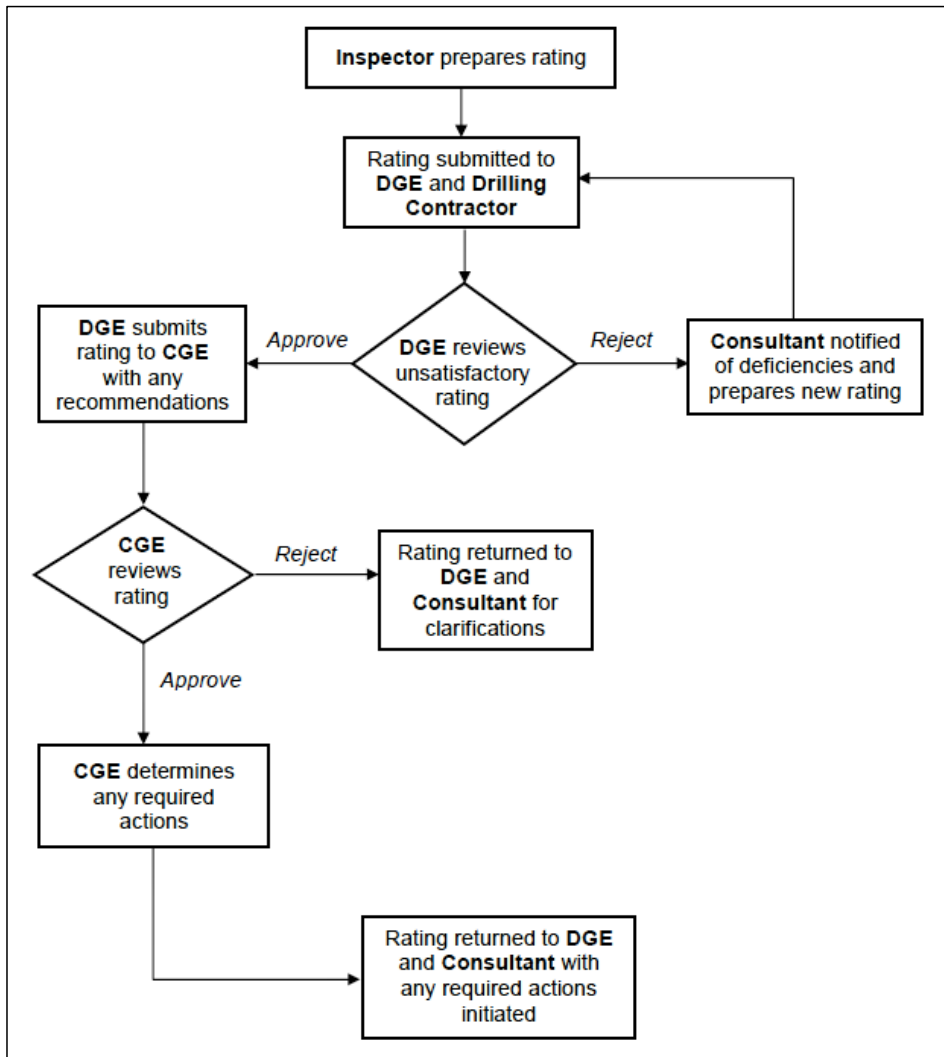 Inspector prepares rating
Rating submitted to
DGE and Drilling
Contractor
DGE submits
rating to CGE
with any
recommendations
Approve
DGE reviews
unsatisfactory
rating
Reject
Consultant notified
of deficiencies and
prepares new rating
CGE
reviews
rating
Reject
Rating returned to
DGE and
Consultant for
clarifications
Approve
CGE determines
any required
actions
Rating returned to DGE
and Consultant with
any required actions
initiated